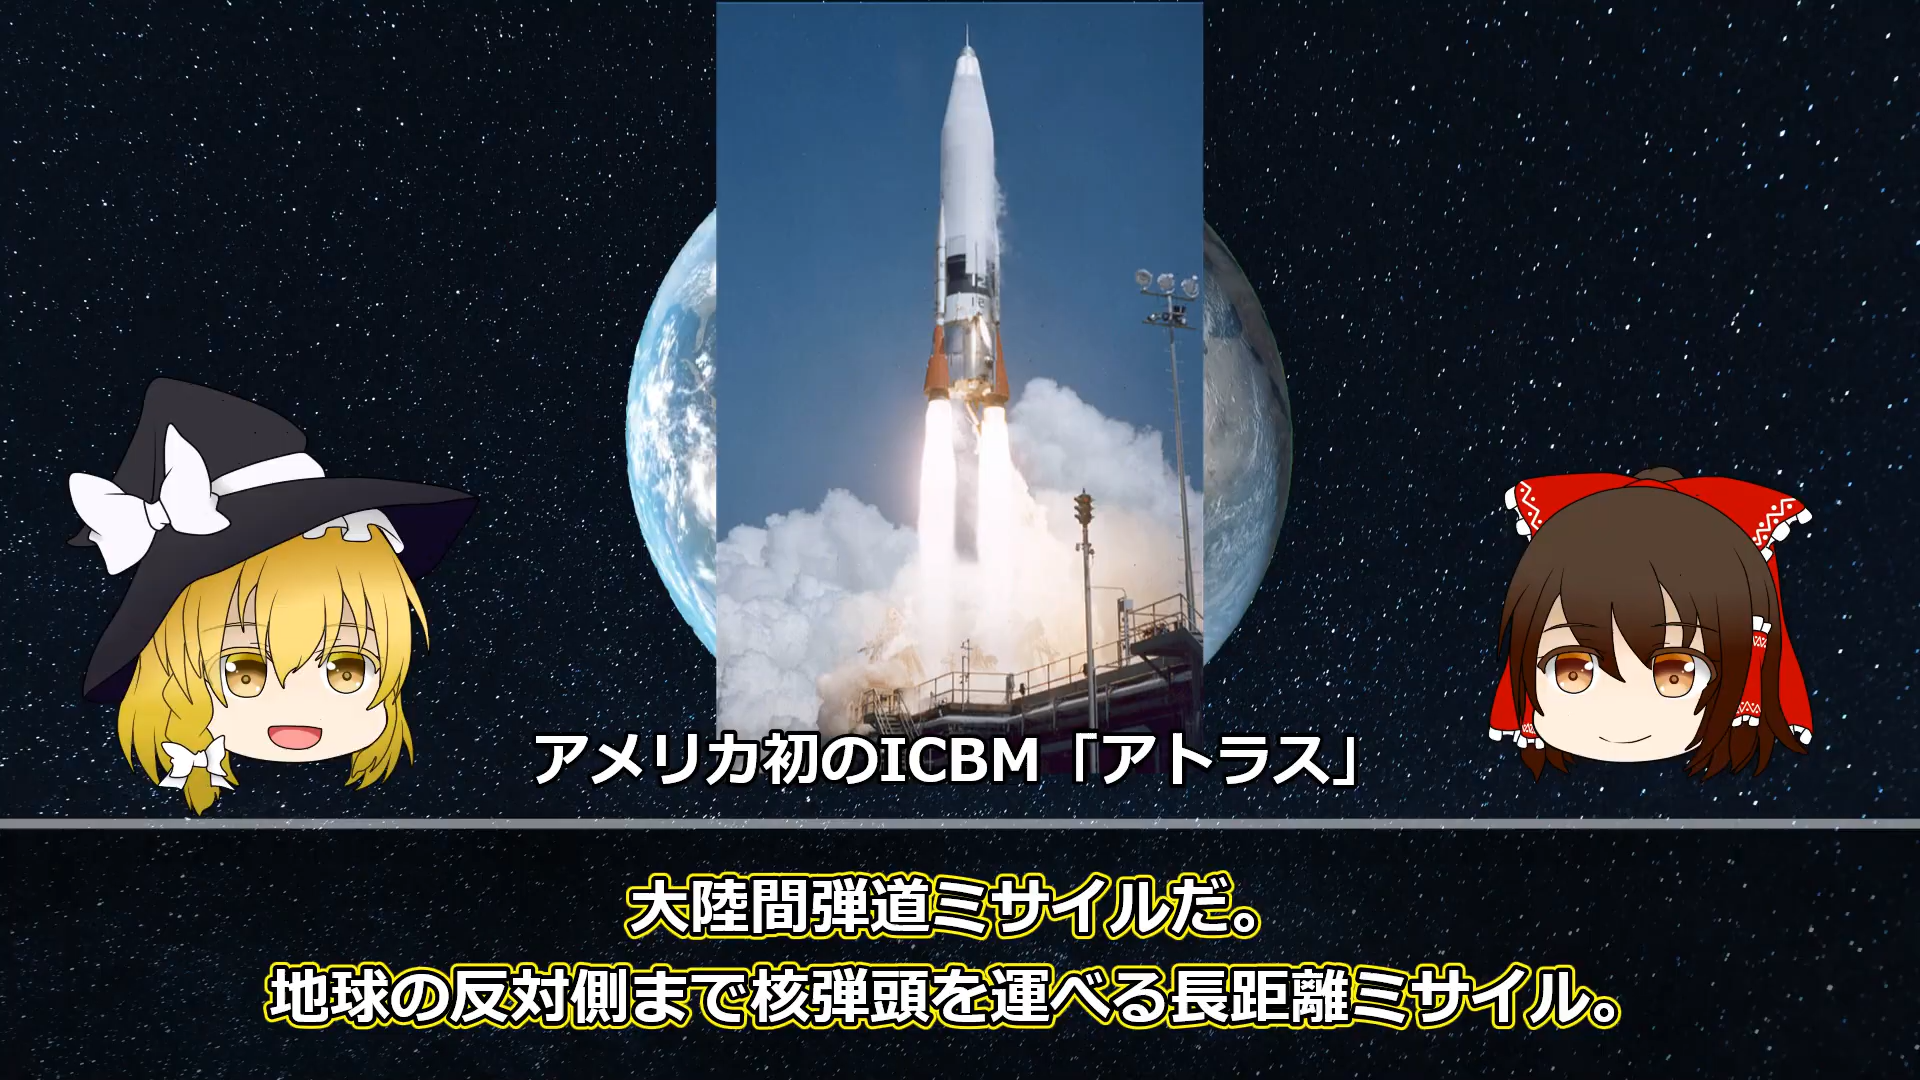 12
アメリカ初のICBM「アトラス」
大陸間弾道ミサイルだ。
地球の反対側まで核弾頭を運べる長距離ミサイル。